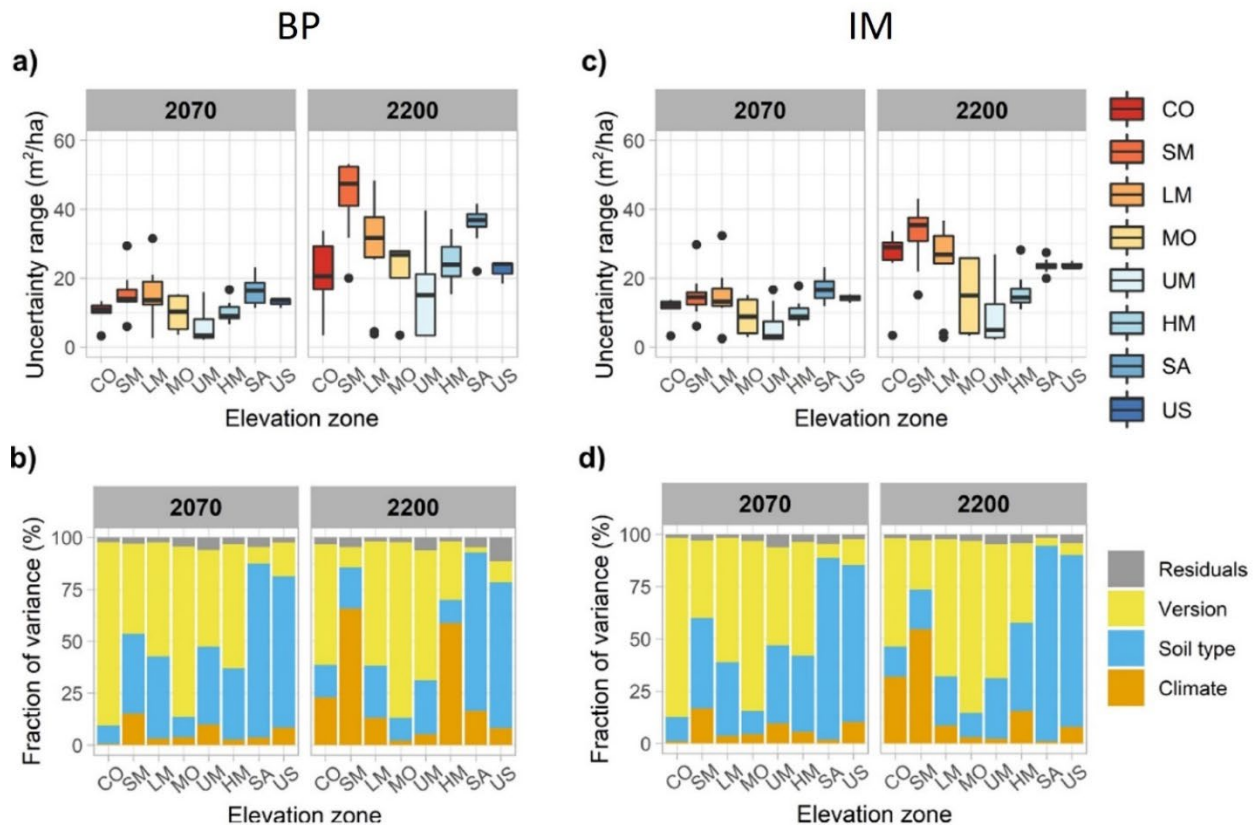 BP
IM
a)
2070
2200
Uncertainty range (m²/ha)
60
40
20
0
CO SM LM MO UM HM SA US
CO SM LM MO UM HM SA US
Elevation zone
c)
2070
2200
Uncertainty range (m²/ha)
60
40
20
0
CO SM LM MO UM HM SA US
CO SM LM MO UM HM SA US
Elevation zone
CO
SM
LM
MO
UM
HM
SA
US
b)
2070
2200
Fraction of variance (%)
100
75
50
25
0
CO SM LM MO UM HM SA US
CO SM LM MO UM HM SA US
Elevation zone
d)
2070
2200
Fraction of variance (%)
100
75
50
25
0
CO SM LM MO UM HM SA US
CO SM LM MO UM HM SA US
Elevation zone
Residuals
Version
Soil type
Climate